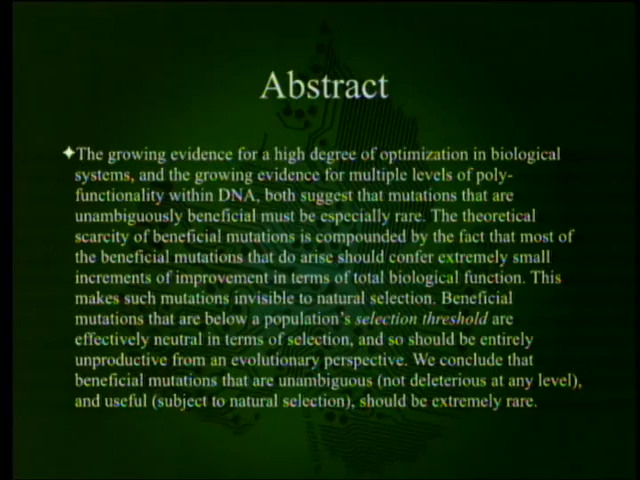 Abstract
✦The growing evidence for a high degree of optimization in biological
systems, and the growing evidence for multiple levels of poly-
functionality within DNA, both suggest that mutations that are
unambiguously beneficial must be especially rare. The theoretical
scarcity of beneficial mutations is compounded by the fact that most of
the beneficial mutations that do arise should confer extremely small
increments of improvement in terms of total biological function. This
makes such mutations invisible to natural selection. Beneficial
mutations that are below a population's selection threshold are
effectively neutral in terms of selection, and so should be entirely
unproductive from an evolutionary perspective. We conclude that
beneficial mutations that are unambiguous (not deleterious at any level),
and useful (subject to natural selection), should be extremely rare.